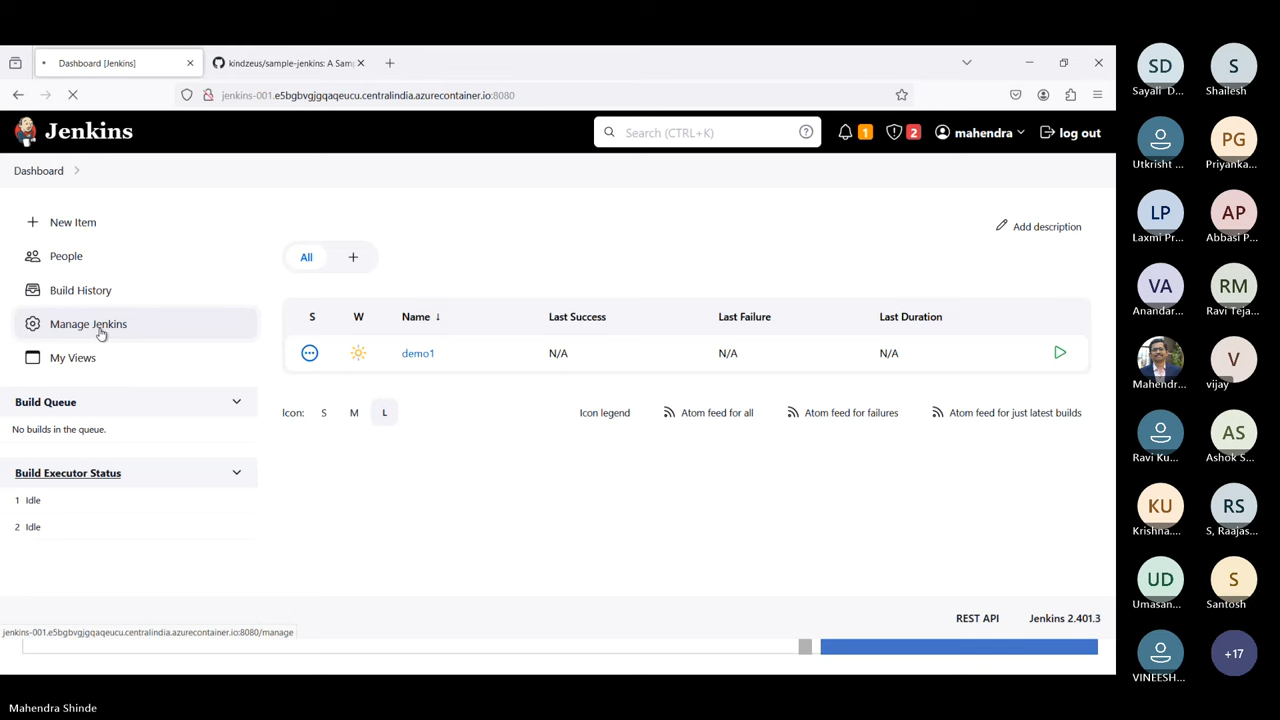 Dashboard [Jenkins]
kindzeus/sample-jenkins: A Sam
jenkins-001.e5bgbvgjgqaqeucu.centralindia.azurecontainer.io:8080
Jenkins
Search (CTRL+K)
1
2
mahendra
log out
Dashboard
New Item
People
Build History
Manage Jenkins
My Views
Build Queue
No builds in the queue.
Build Executor Status
1 Idle
2 Idle
Add description
All
S W Name ↓ Last Success Last Failure Last Duration
demo1 N/A N/A N/A
Icon: S M L
Icon legend
Atom feed for all
Atom feed for failures
Atom feed for just latest builds
REST API
Jenkins 2.401.3
jenkins-001.e5bgbvgjgqaqeucu.centralindia.azurecontainer.io:8080/manage
SD
Sayali D...
S
Shailesh
Utkrisht ...
PG
Priyanka...
LP
Laxmi Pr...
AP
Abbasi P...
VA
Anandar...
RM
Ravi Teja...
Mahendr...
V
vijay
Ravi Ku...
AS
Ashok S...
KU
Krishna....
RS
S, Raajas...
UD
Umasan...
S
Santosh
VINEESH...
+17
Mahendra Shinde